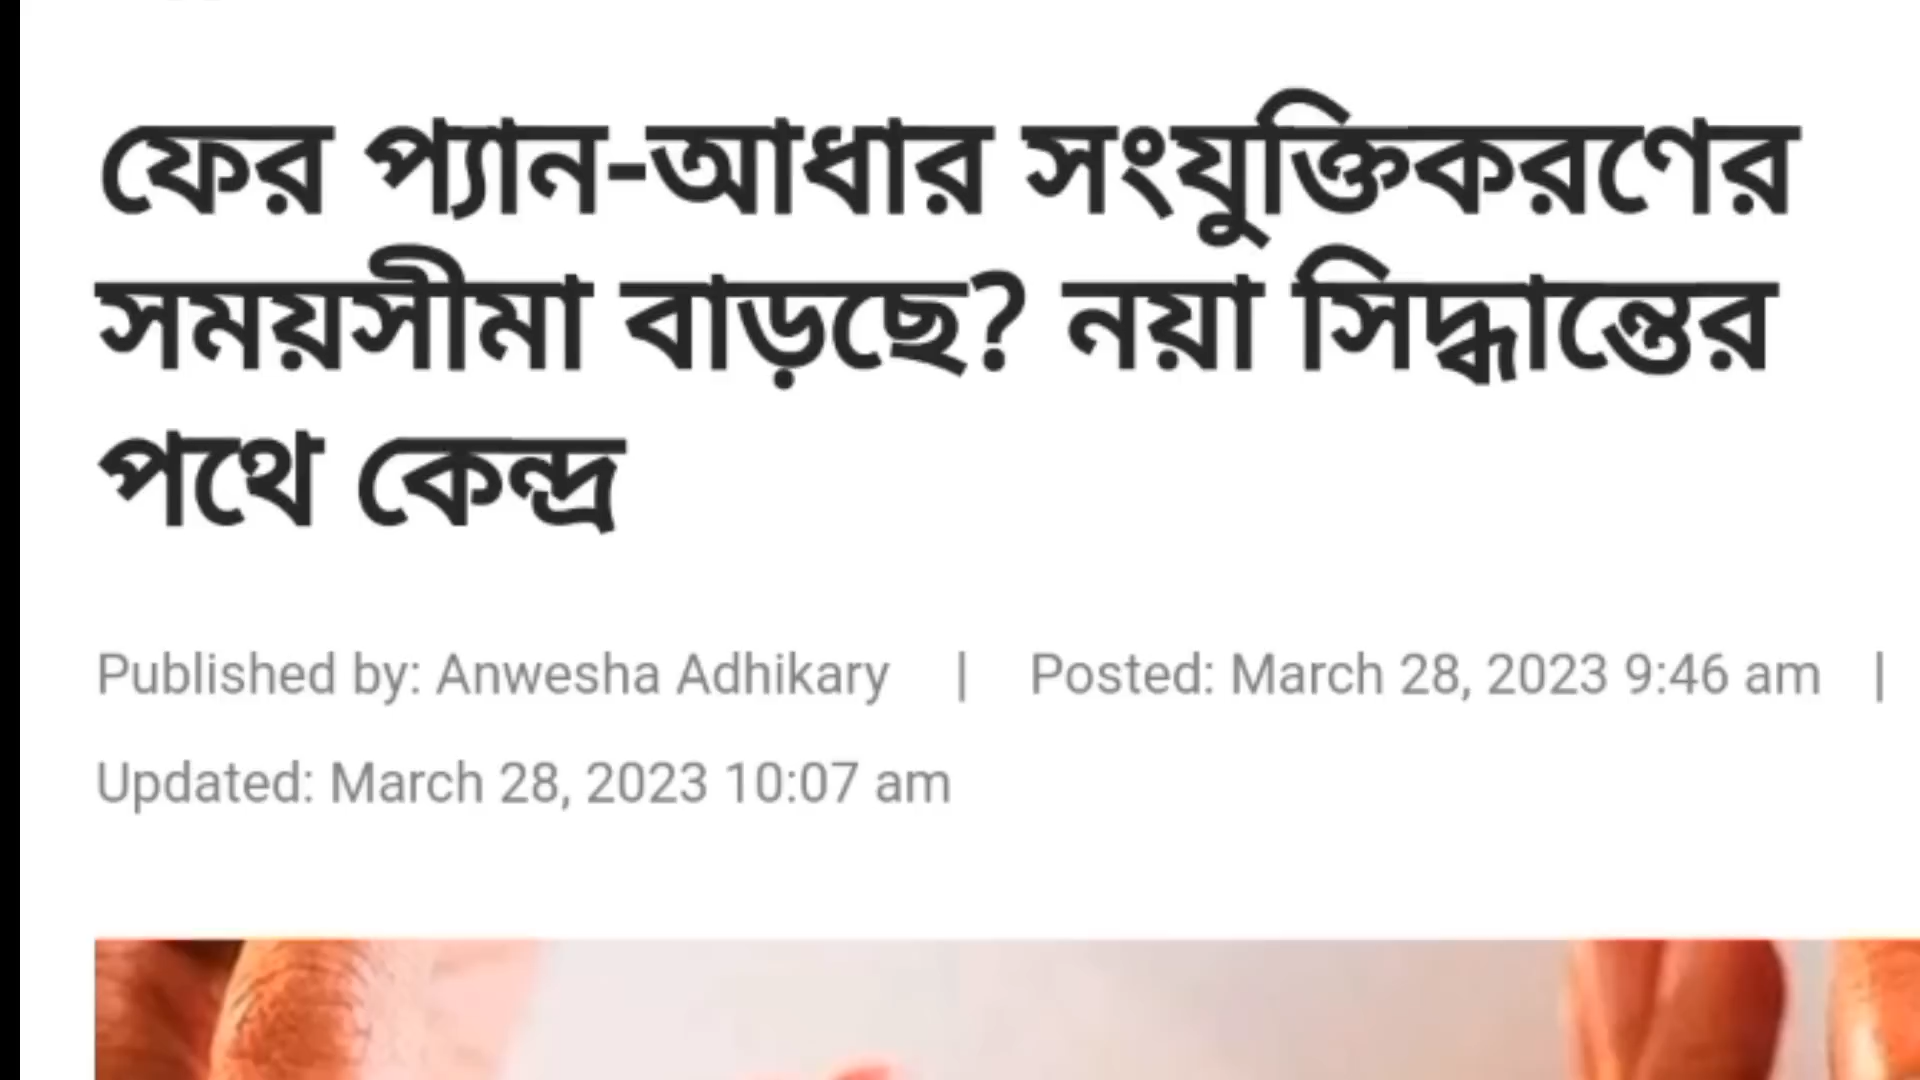 ফের প্যান-আধার সংযুক্তিকরণের
সময়সীমা বাড়ছে? নয়া সিদ্ধান্তের
পথে কেন্দ্র
Published by: Anwesha Adhikary | Posted: March 28, 2023 9:46 am |
Updated: March 28, 2023 10:07 am